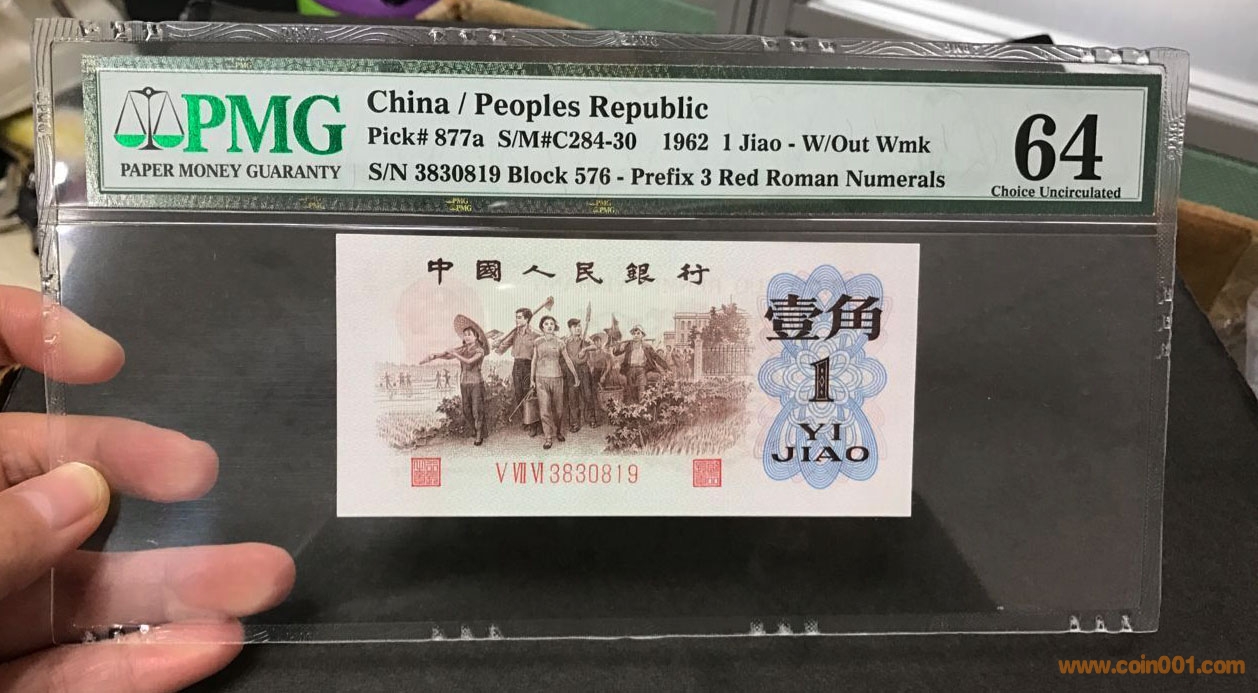 PMG
PAPER MONEY GUARANTY
China / Peoples Republic
Pick# 877a S/M#C284-30 1962 1 Jiao - W/Out Wmk
S/N 3830819 Block 576 - Prefix 3 Red Roman Numerals
64
Choice Uncirculated
中國人民銀行
壹角
1
YI
JIAO
V VII VI 3830819
www.coin001.com